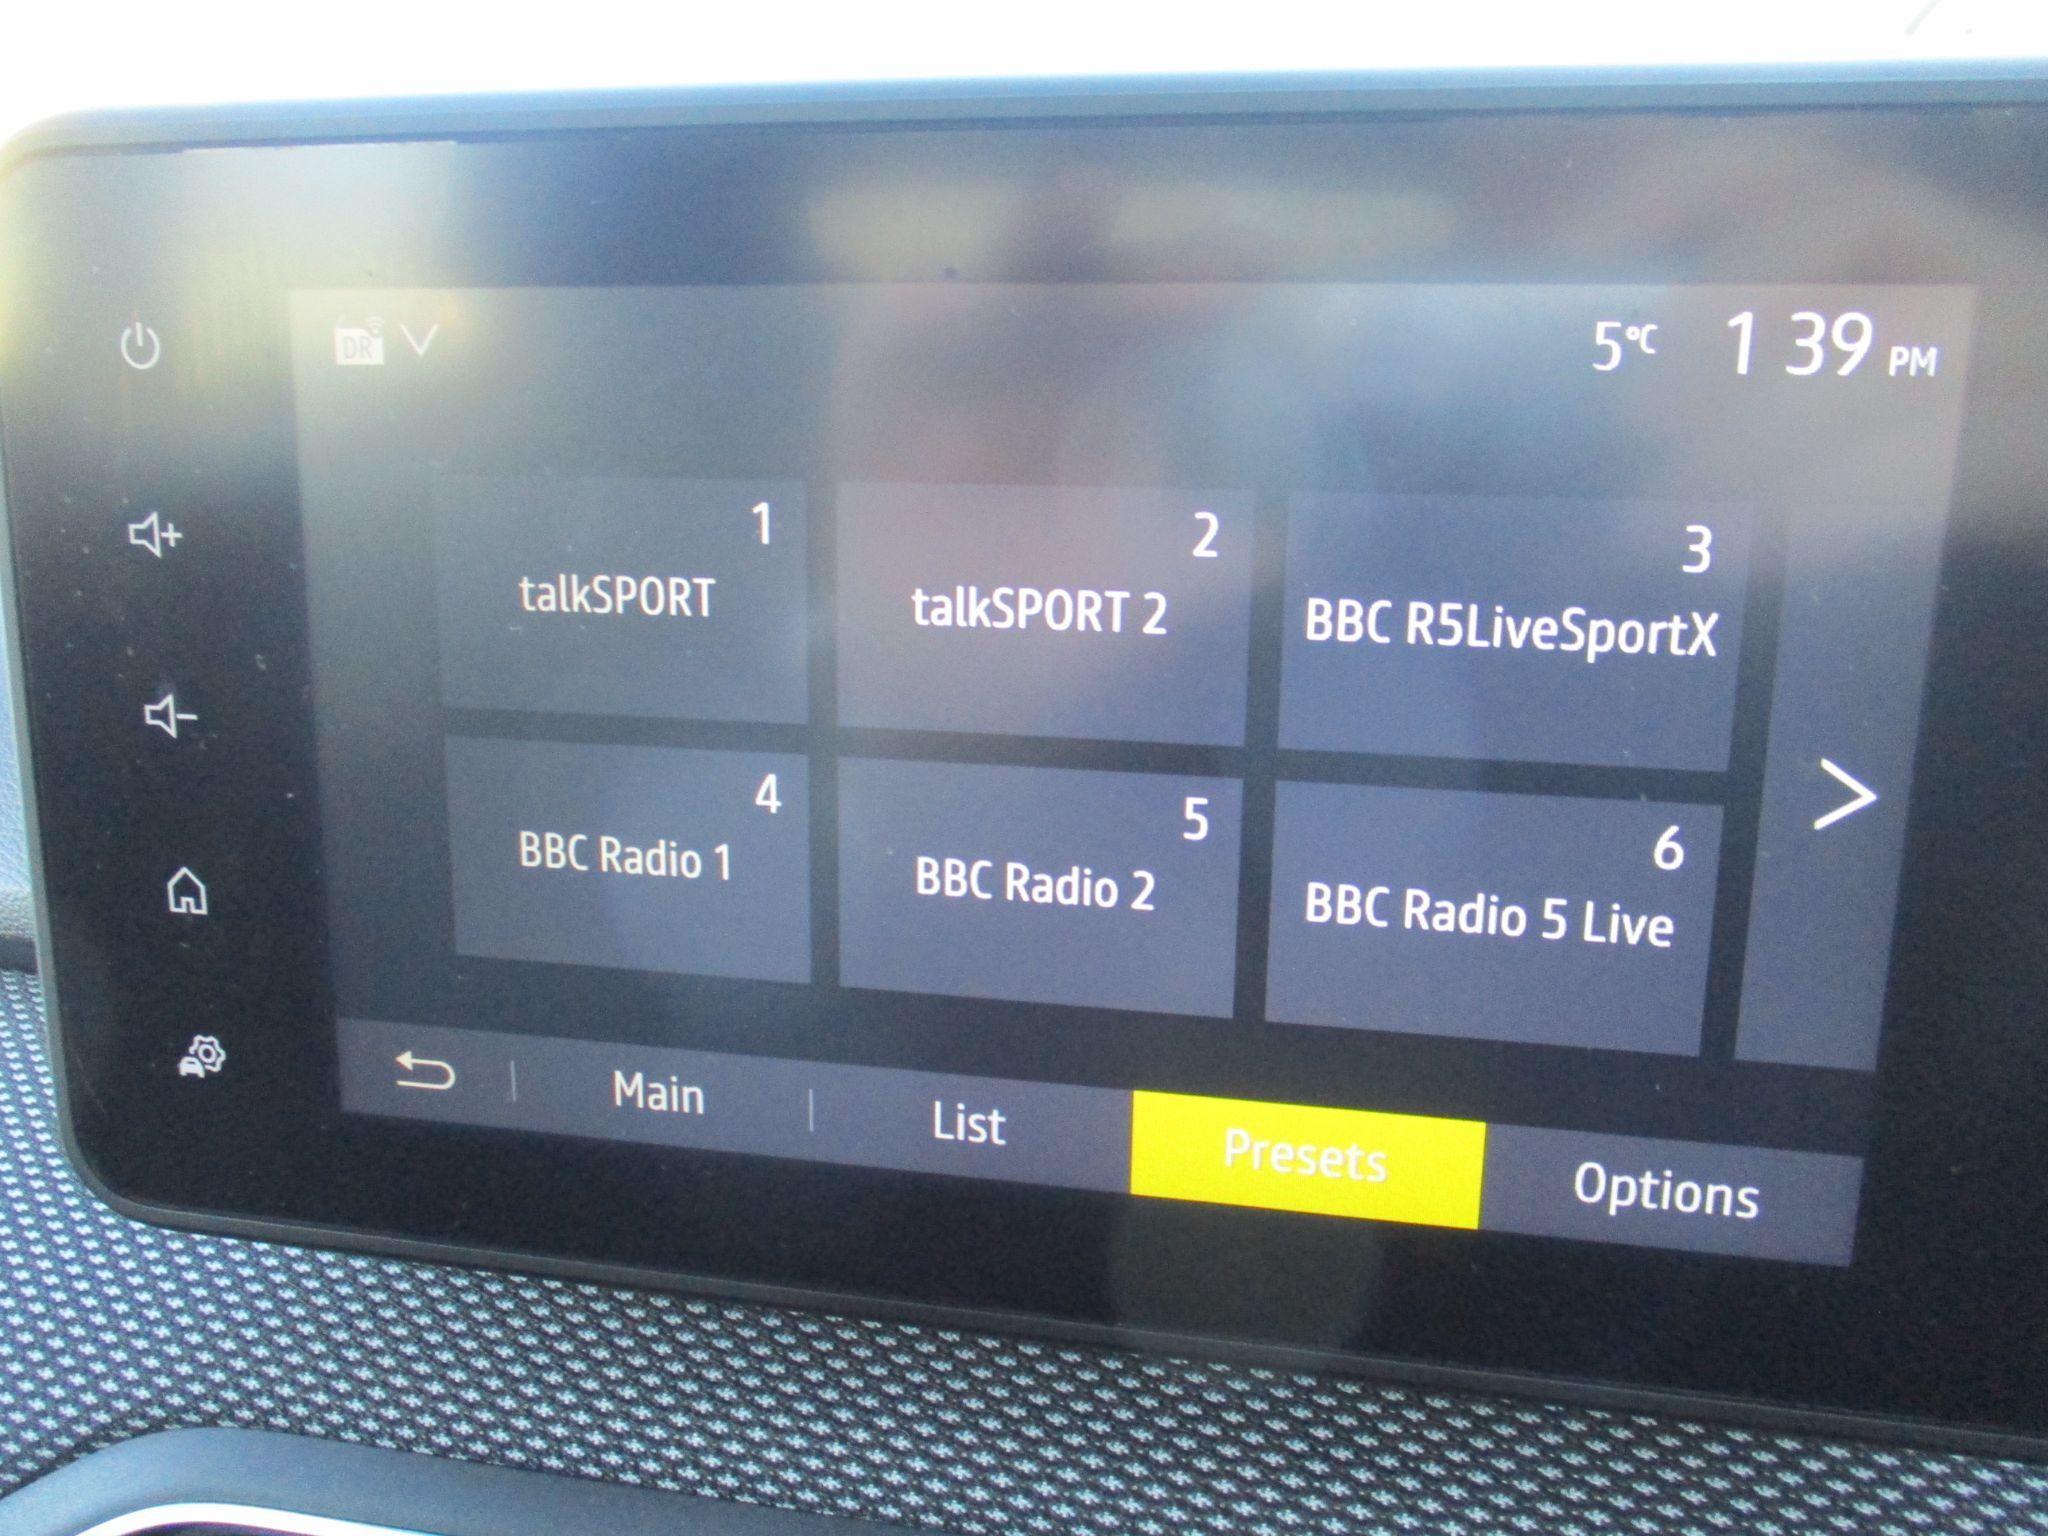 DR
5°C 1 39 PM
1
talkSPORT
2
talkSPORT 2
3
BBC R5LiveSportX
4
BBC Radio 1
5
BBC Radio 2
6
BBC Radio 5 Live
Main
List
Presets
Options